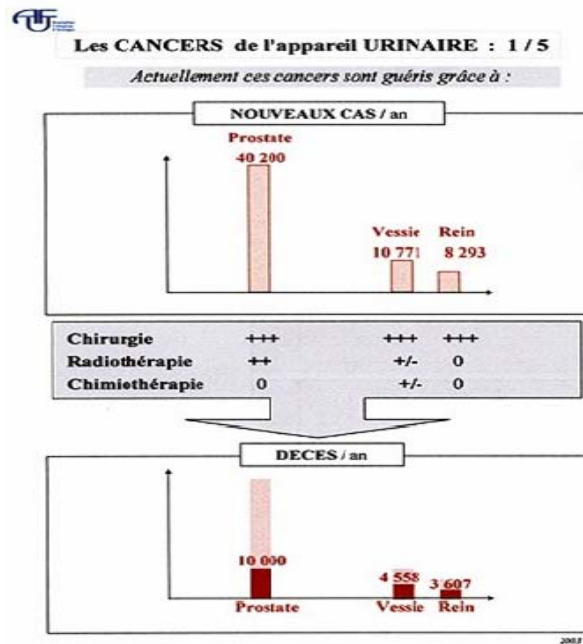 Les CANCERS de l'appareil URINAIRE : 1 / 5
Actuellement ces cancers sont guéris grâce à :
NOUVEAUX CAS / an
Prostate
40 200
Vessie Rein
10 771 8 293
Chirurgie +++ +++ +++
Radiothérapie ++ +/- 0
Chimiothérapie 0 +/- 0
DECES / an
10 000 4 558 3 607
Prostate Vessie Rein